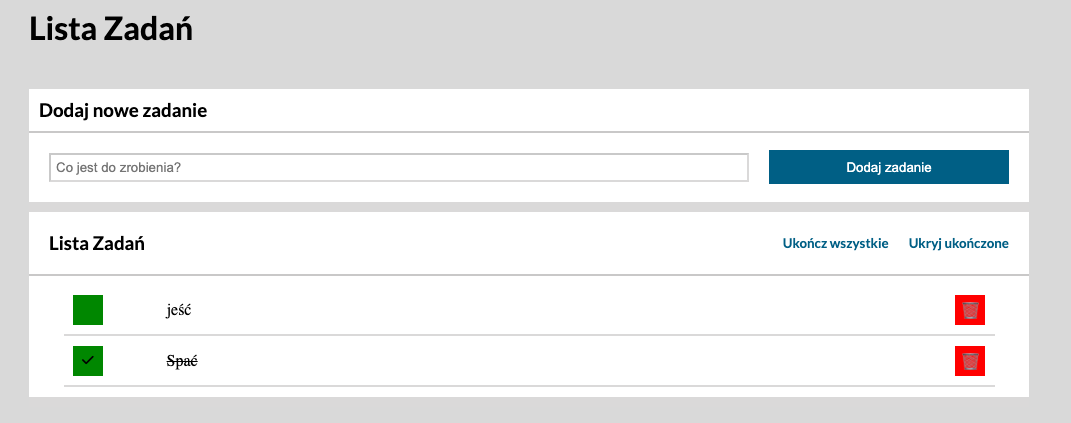 Lista Zadań
Dodaj nowe zadanie
Co jest do zrobienia?
Dodaj zadanie
Lista Zadań
Ukończ wszystkie
Ukryj ukończone
jeść
Spać